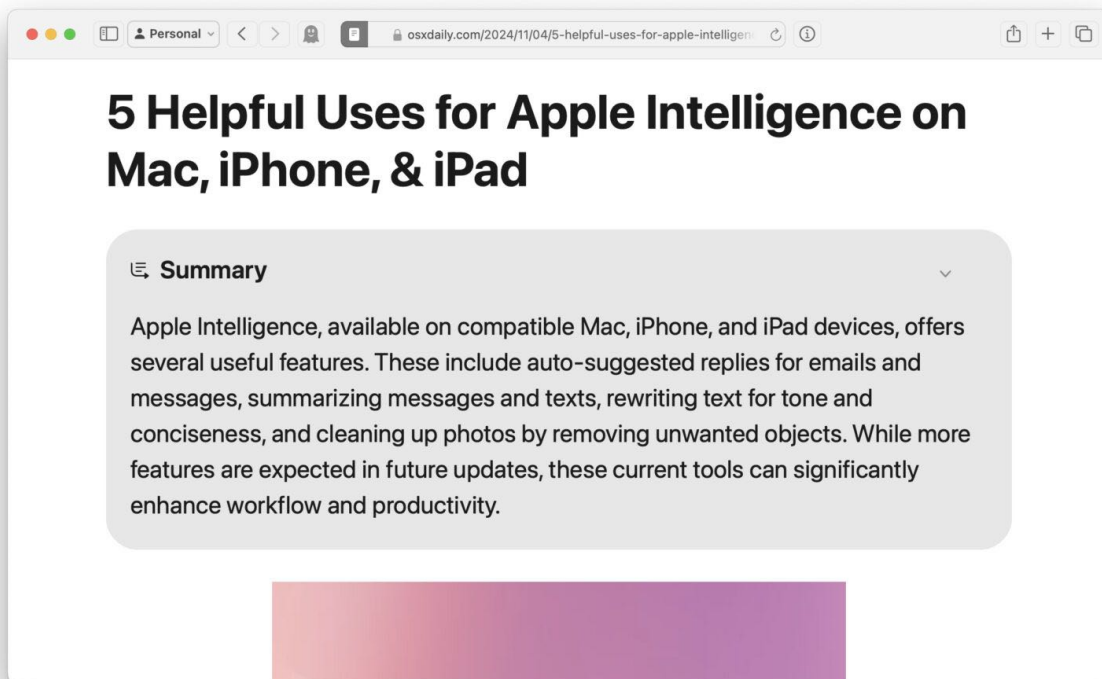 Personal
osxdaily.com/2024/11/04/5-helpful-uses-for-apple-intelligen
5 Helpful Uses for Apple Intelligence on
Mac, iPhone, & iPad
Summary
Apple Intelligence, available on compatible Mac, iPhone, and iPad devices, offers
several useful features. These include auto-suggested replies for emails and
messages, summarizing messages and texts, rewriting text for tone and
conciseness, and cleaning up photos by removing unwanted objects. While more
features are expected in future updates, these current tools can significantly
enhance workflow and productivity.